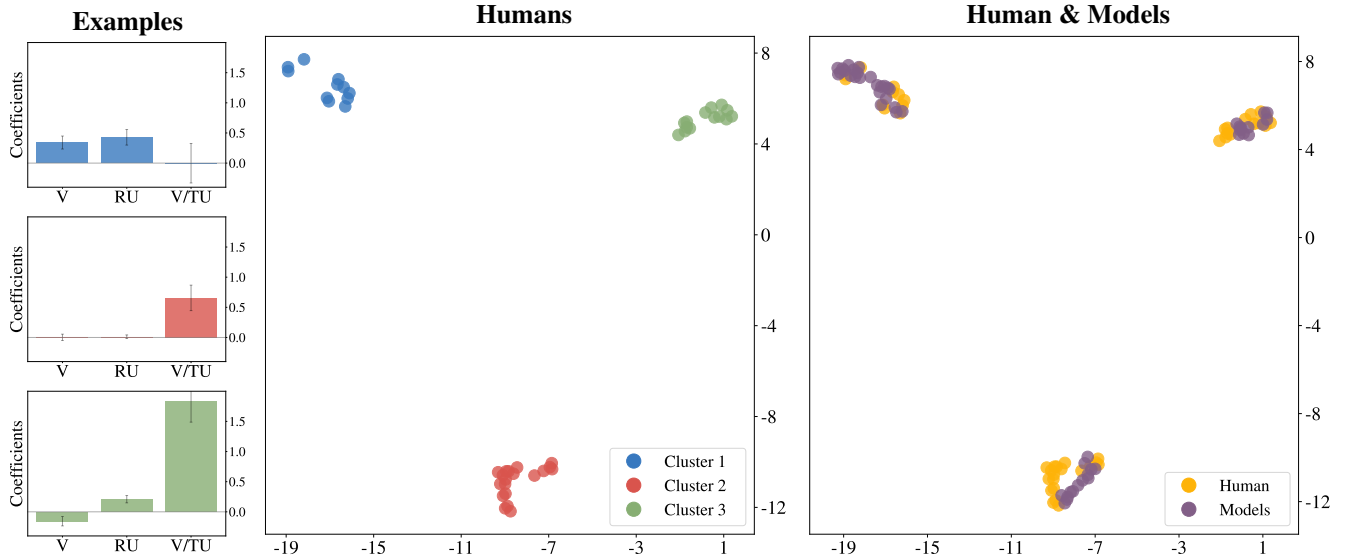 Examples
Coefficients
1.5
1.0
0.5
0.0
V RU V/TU
Coefficients
1.5
1.0
0.5
0.0
V RU V/TU
Coefficients
1.5
1.0
0.5
0.0
V RU V/TU
Humans
8
4
0
-4
-8
-12
-19 -15 -11 -7 -3 1
Cluster 1
Cluster 2
Cluster 3
Human & Models
8
4
0
-4
-8
-12
-19 -15 -11 -7 -3 1
Human
Models